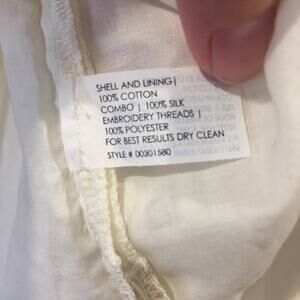 SHELL AND LINING |
100% COTTON
COMBO | 100% SILK
EMBROIDERY THREADS |
100% POLYESTER
FOR BEST RESULTS DRY CLEAN
STYLE # 00301580